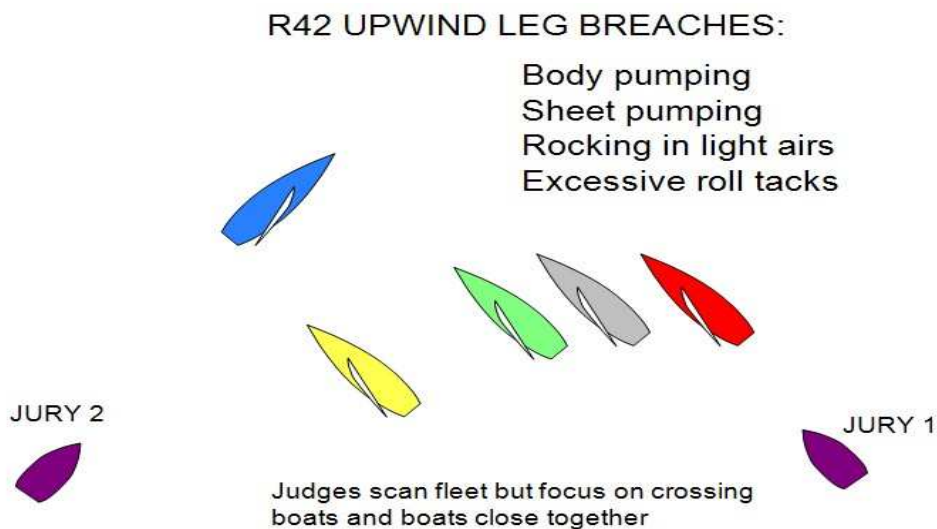 R42 UPWIND LEG BREACHES:
Body pumping
Sheet pumping
Rocking in light airs
Excessive roll tacks
JURY 2
JURY 1
Judges scan fleet but focus on crossing
boats and boats close together